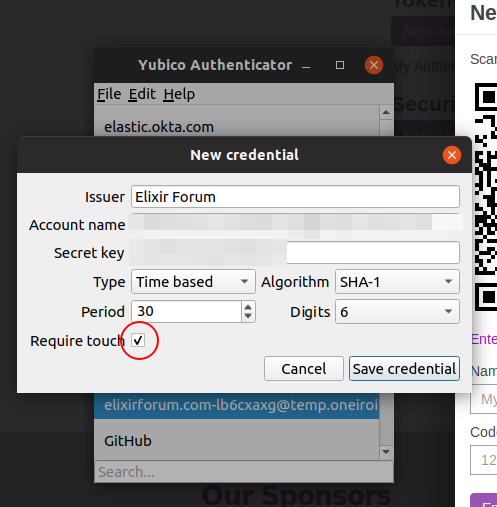 Token
Ne
New Au
Scar
Yubico Authenticator
My Authe
File Edit Help
Securi
elastic.okta.com
New credential
Issuer Elixir Forum
Account name
Secret key
Type Time based Algorithm SHA-1
Period 30 Digits 6
Require touch
Ente
Cancel Save credential
Nam
My
elixirforum.com-lb6cxaxg@temp.oneiroi
Code
GitHub
12
Search...
Our Sponsors
En